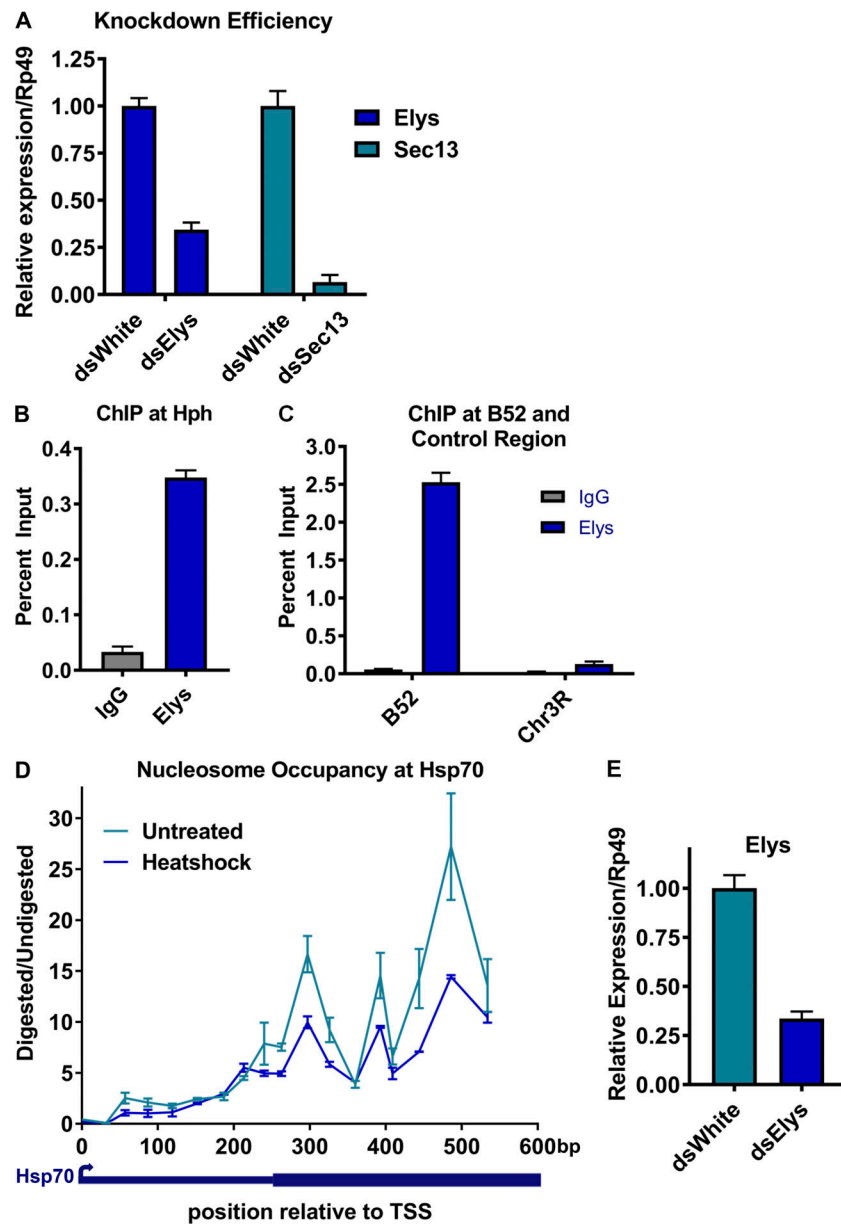 A
Knockdown Efficiency
Relative expression/Rp49
1.25
1.00
0.75
0.50
0.25
0.00
dsWhite
dsElys
dsWhite
dsSec13
Elys
Sec13
B
ChIP at Hph
Percent Input
0.4
0.3
0.2
0.1
0.0
IgG
Elys
C
ChIP at B52 and
Control Region
Percent Input
3.0
2.5
2.0
1.5
1.0
0.5
0.0
B52
Chr3R
IgG
Elys
D
Nucleosome Occupancy at Hsp70
Digested/Undigested
30
25
20
15
10
5
0
Untreated
Heatshock
0 100 200 300 400 500 600bp
Hsp70
position relative to TSS
E
Elys
Relative Expression/Rp49
1.00
0.75
0.50
0.25
0.00
dsWhite
dsElys